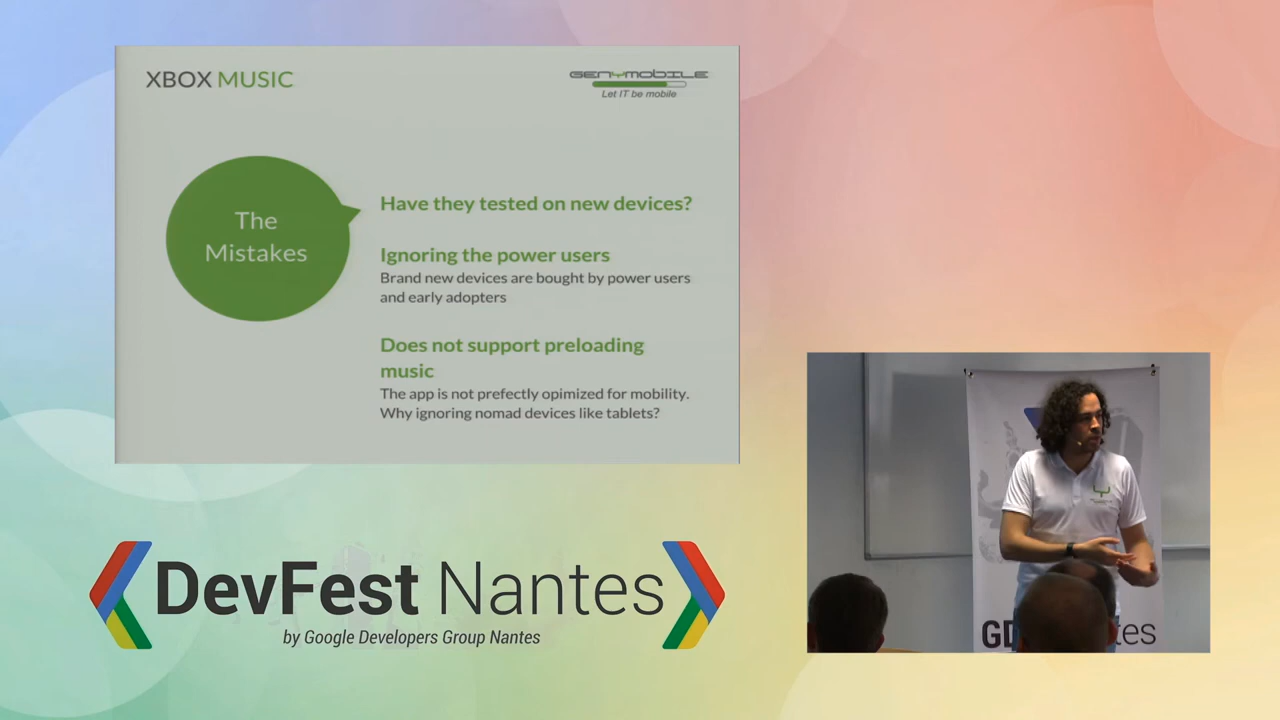 XBOX MUSIC
GENYMOBILE
Let IT be mobile
The
Mistakes
Have they tested on new devices?
Ignoring the power users
Brand new devices are bought by power users
and early adopters
Does not support preloading
music
The app is not prefectly opimized for mobility.
Why ignoring nomad devices like tablets?
DevFest Nantes
by Google Developers Group Nantes